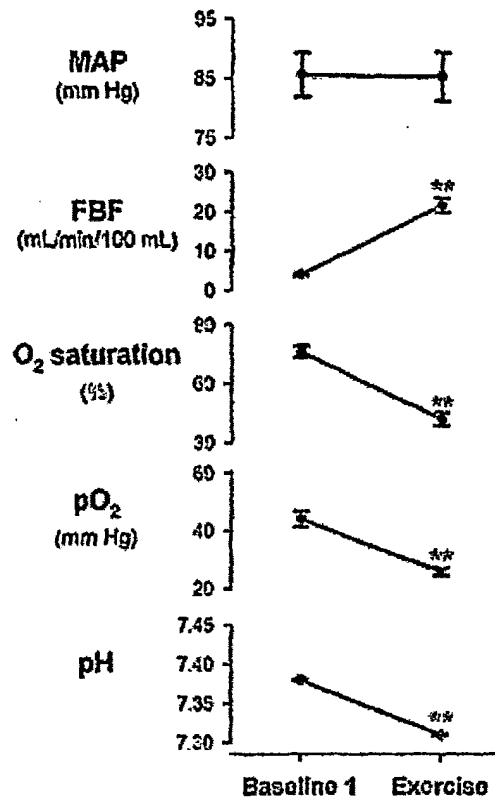 95
MAP
85
(mm Hg)
75
30
**
FBF
20
(mL/min/100 mL)
10
0
O₂ saturation
60
(%)
**
30
60
pO₂
40
(mm Hg)
**
20
7.45
pH
7.40
7.35
**
7.30
Baseline 1 Exercise